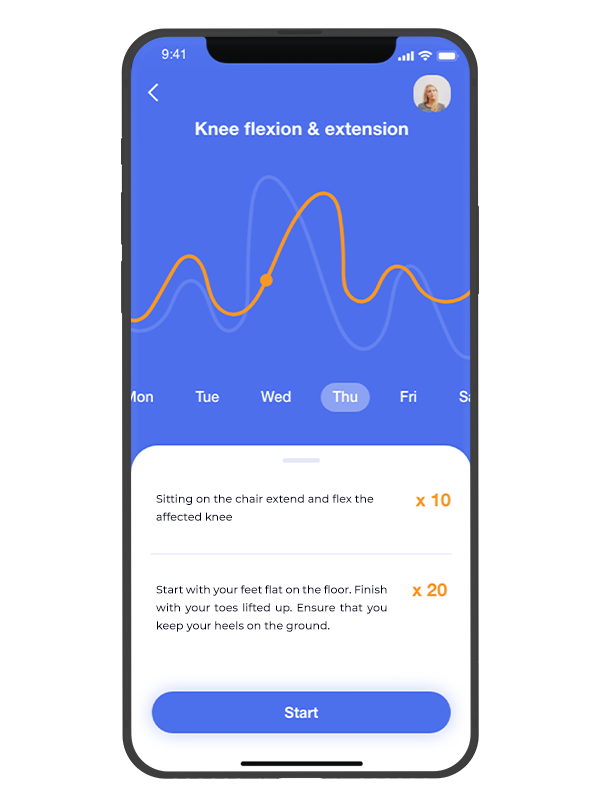 9:41
Knee flexion & extension
Mon Tue Wed Thu Fri Sa
Sitting on the chair extend and flex the
affected knee
x 10
Start with your feet flat on the floor. Finish
with your toes lifted up. Ensure that you
keep your heels on the ground.
x 20
Start